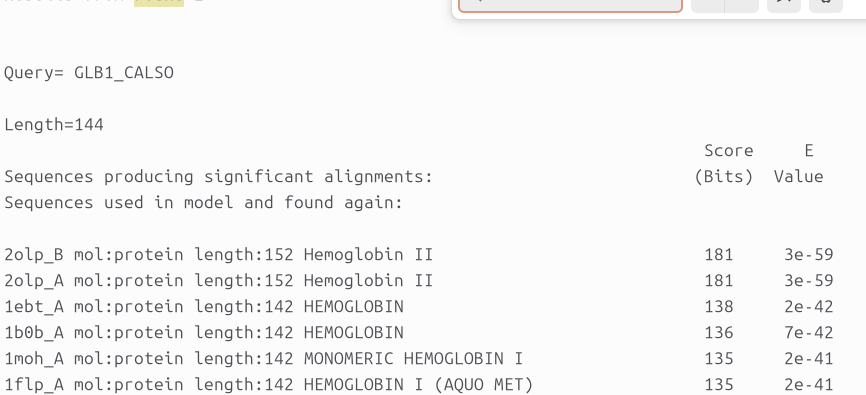 Query= GLB1_CALSO
Length=144
Score E
Sequences producing significant alignments: (Bits) Value
Sequences used in model and found again:
2olp_B mol:protein length:152 Hemoglobin II 181 3e-59
2olp_A mol:protein length:152 Hemoglobin II 181 3e-59
1ebt_A mol:protein length:142 HEMOGLOBIN 138 2e-42
1b0b_A mol:protein length:142 HEMOGLOBIN 136 7e-42
1moh_A mol:protein length:142 MONOMERIC HEMOGLOBIN I 135 2e-41
1flp_A mol:protein length:142 HEMOGLOBIN I (AQUO MET) 135 2e-41